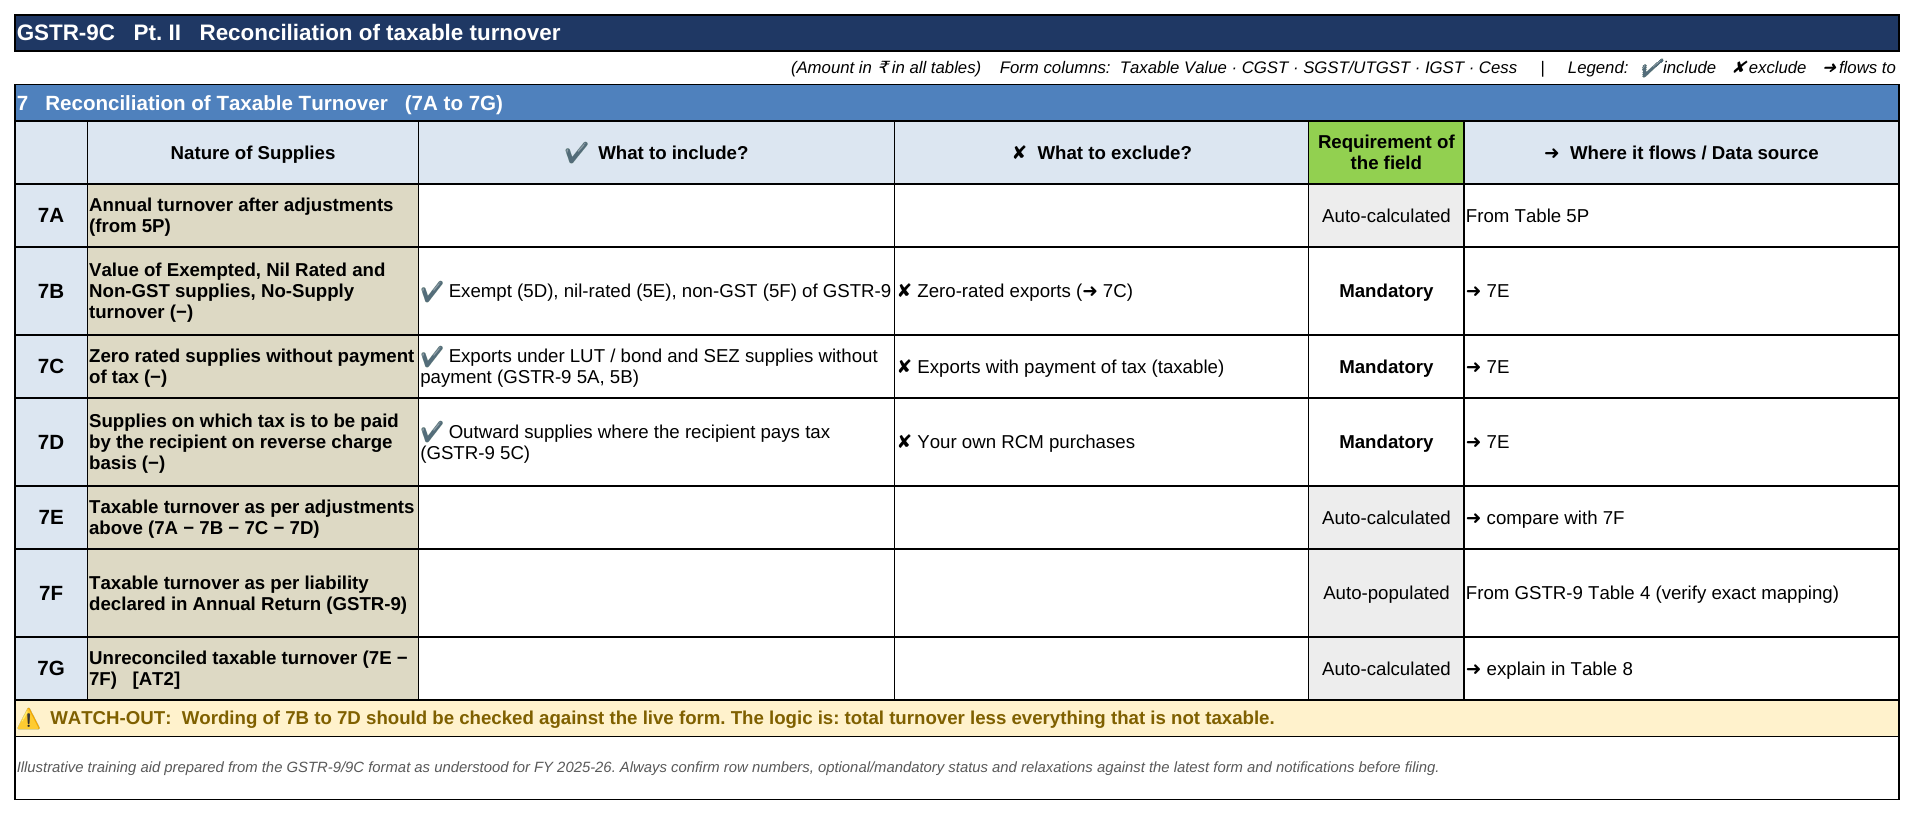 GSTR-9C   Pt. II   Reconciliation of taxable turnover
(Amount in ₹ in all tables)    Form columns:  Taxable Value · CGST · SGST/UTGST · IGST · Cess     |     Legend:   ✔include   ✘exclude   ➜flows to
7   Reconciliation of Taxable Turnover   (7A to 7G)
Nature of Supplies
✔ What to include?
✘ What to exclude?
Requirement of
the field
➜ Where it flows / Data source
7A
Annual turnover after adjustments
(from 5P)
Auto-calculated
From Table 5P
7B
Value of Exempted, Nil Rated and
Non-GST supplies, No-Supply
turnover (−)
✔ Exempt (5D), nil-rated (5E), non-GST (5F) of GSTR-9
✘ Zero-rated exports (➜ 7C)
Mandatory
➜ 7E
7C
Zero rated supplies without payment
of tax (−)
✔ Exports under LUT / bond and SEZ supplies without
payment (GSTR-9 5A, 5B)
✘ Exports with payment of tax (taxable)
Mandatory
➜ 7E
7D
Supplies on which tax is to be paid
by the recipient on reverse charge
basis (−)
✔ Outward supplies where the recipient pays tax
(GSTR-9 5C)
✘ Your own RCM purchases
Mandatory
➜ 7E
7E
Taxable turnover as per adjustments
above (7A − 7B − 7C − 7D)
Auto-calculated
➜ compare with 7F
7F
Taxable turnover as per liability
declared in Annual Return (GSTR-9)
Auto-populated
From GSTR-9 Table 4 (verify exact mapping)
7G
Unreconciled taxable turnover (7E −
7F)   [AT2]
Auto-calculated
➜ explain in Table 8
⚠️ WATCH-OUT:  Wording of 7B to 7D should be checked against the live form. The logic is: total turnover less everything that is not taxable.
Illustrative training aid prepared from the GSTR-9/9C format as understood for FY 2025-26. Always confirm row numbers, optional/mandatory status and relaxations against the latest form and notifications before filing.